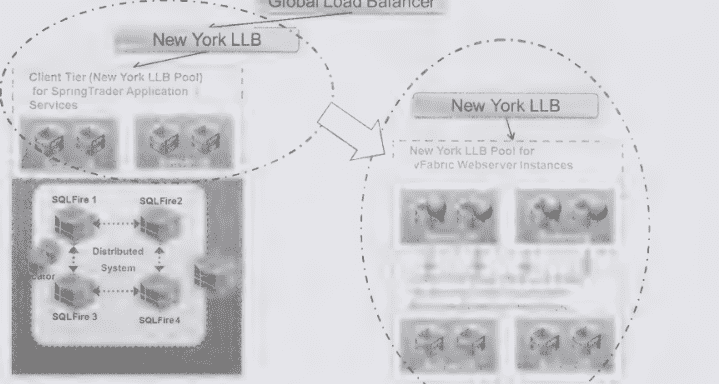 Global Load Balancer
New York LLB
Client Tier (New York LLB Pool)
for SpringTrader Application
Services
SQLFire 1
SQLFire2
Distributed
System
SQLFire 3
SQLFire4
New York LLB
New York LLB Pool for
vFabric Webserver Instances